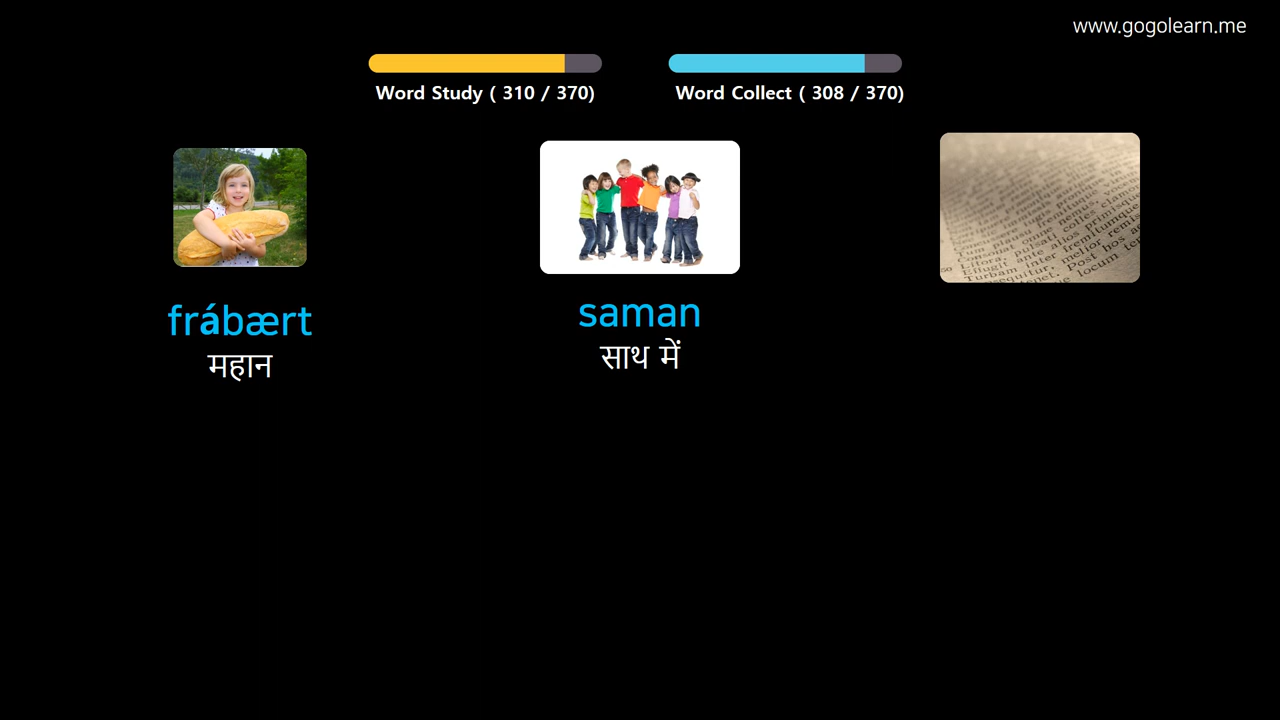 www.gogolearn.me
Word Study ( 310 / 370)
Word Collect ( 308 / 370)
frábært
महान
saman
साथ में